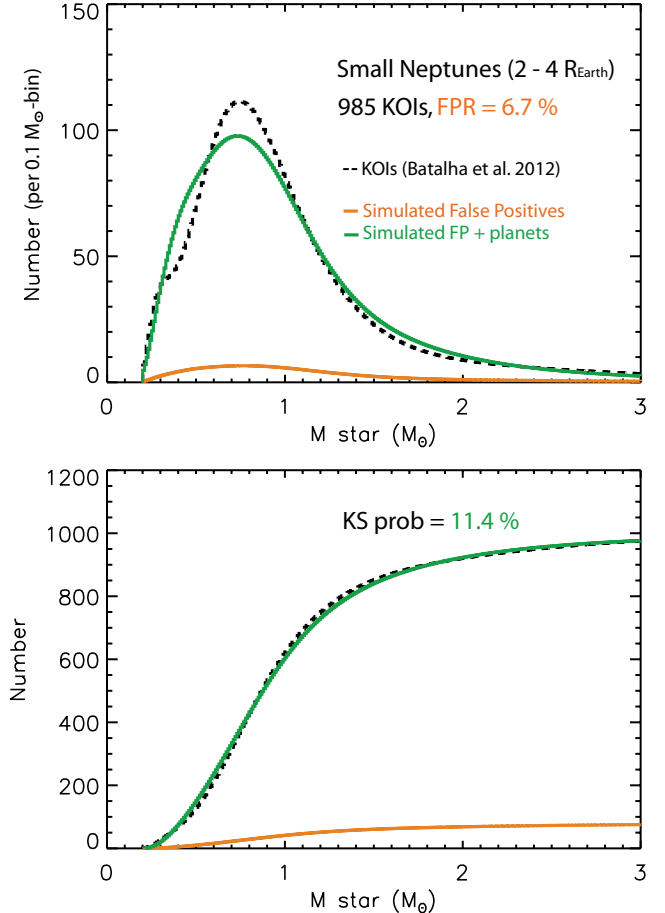 150
100
50
0
Number (per 0.1 M⊙-bin)
Small Neptunes (2 - 4 REarth)
985 KOIs, FPR = 6.7 %
KOIs (Batalha et al. 2012)
Simulated False Positives
Simulated FP + planets
0 1 2 3
M star (M⊙)
1200
1000
800
600
400
200
0
Number
KS prob = 11.4 %
0 1 2 3
M star (M⊙)